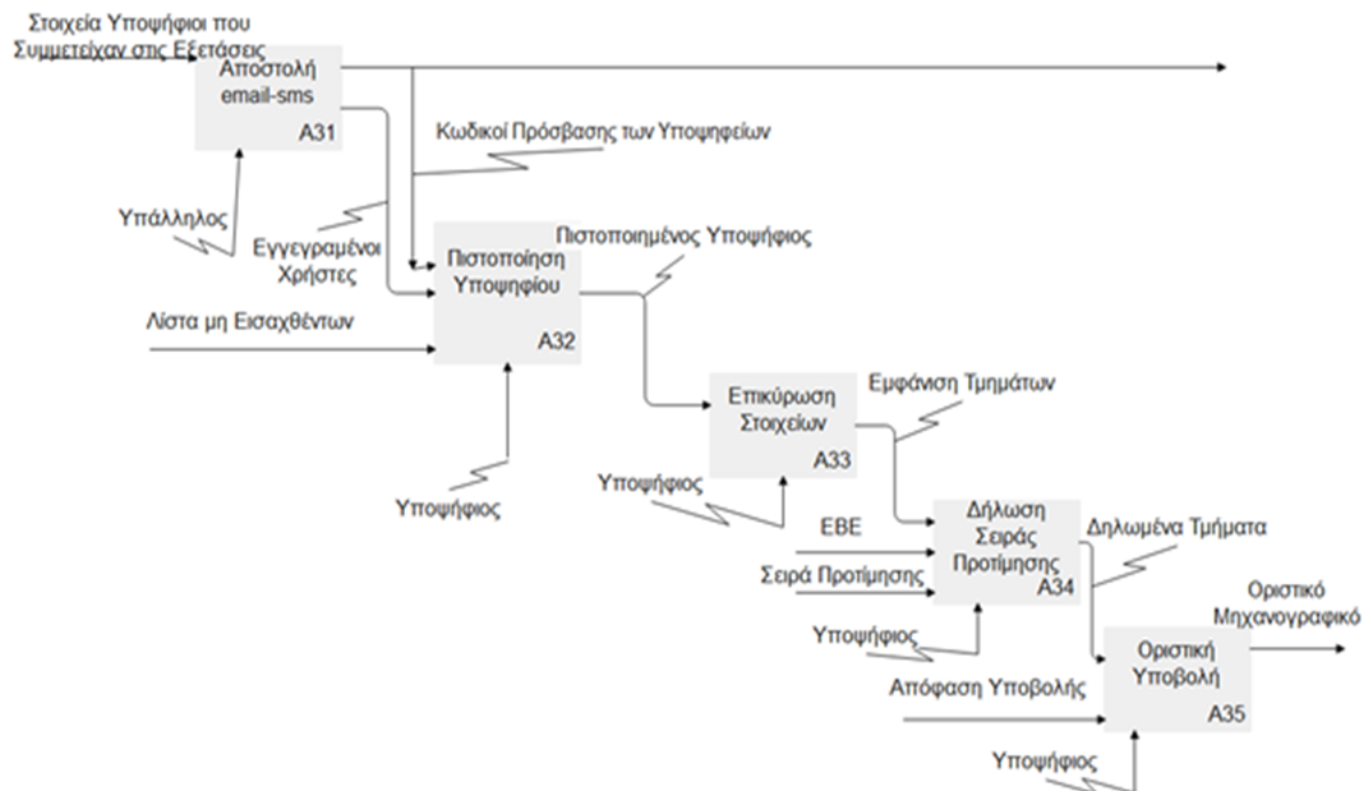 Στοιχεία Υποψήφιοι που
Συμμετείχαν στις Εξετάσεις
Αποστολή
email-sms
A31
Κωδικοί Πρόσβασης των Υποψηφείων
Υπάλληλος
Εγγεγραμένοι
Χρήστες
Πιστοποιημένος Υποψήφιος
Πιστοποίηση
Υποψηφίου
A32
Λίστα μη Εισαχθέντων
Υποψήφιος
Επικύρωση
Στοιχείων
A33
Εμφάνιση Τμημάτων
Υποψήφιος
ΕΒΕ
Σειρά Προτίμησης
Δήλωση
Σειράς
Προτίμησης
A34
Δηλωμένα Τμήματα
Υποψήφιος
Οριστικό
Μηχανογραφικό
Οριστική
Υποβολή
A35
Απόφαση Υποβολής
Υποψήφιος